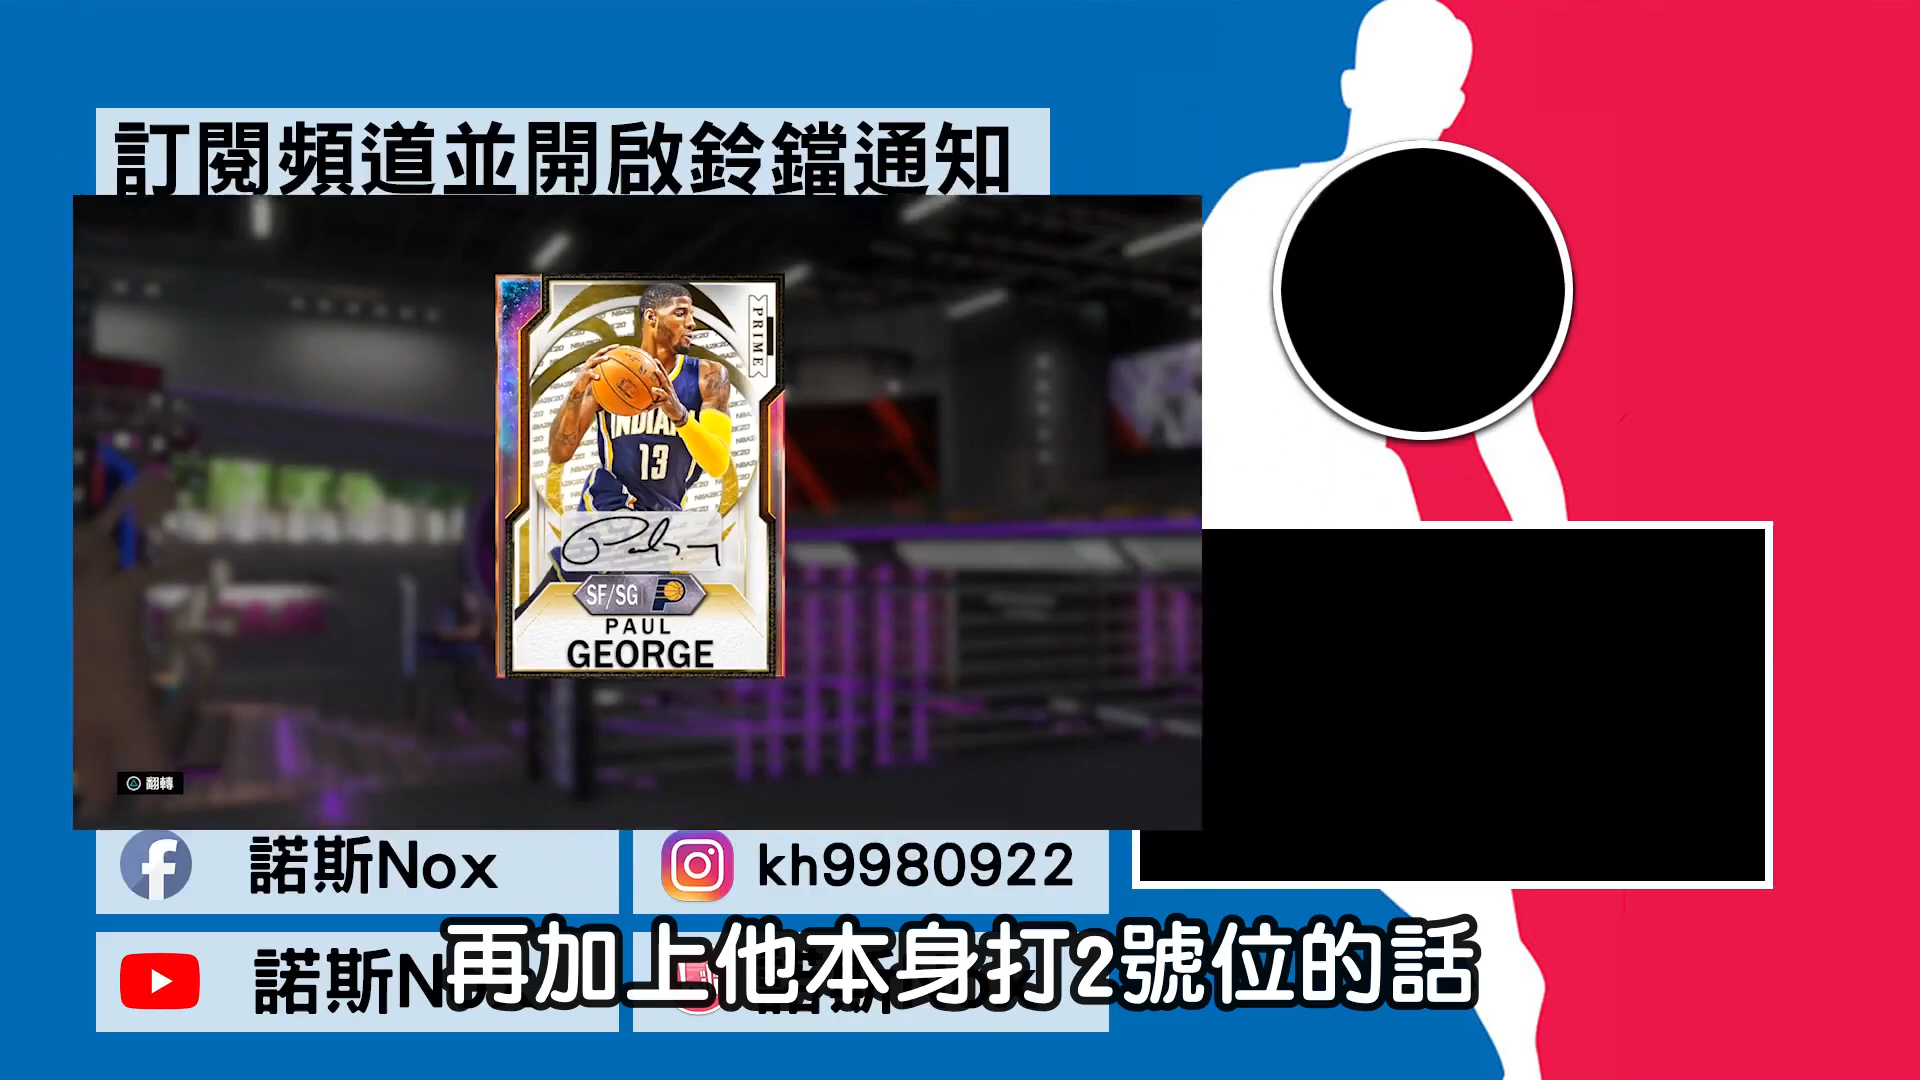 訂閱頻道並開啟鈴鐺通知
PRIME
INDIAN
13
SF/SG
PAUL
GEORGE
翻轉
諾斯Nox
kh9980922
諾斯N
再加上他本身打2號位的話